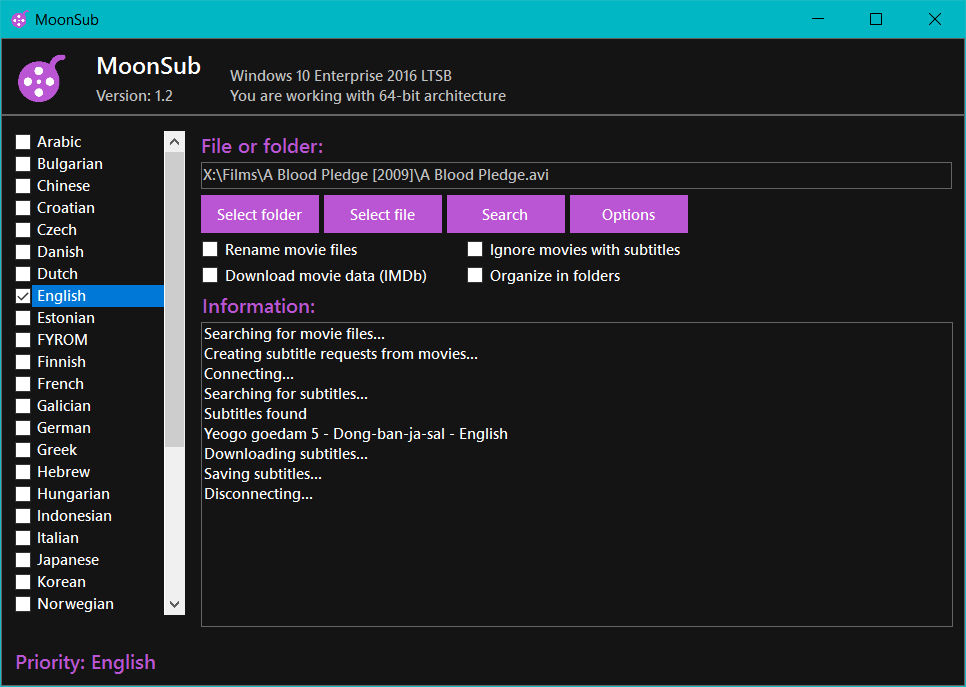 MoonSub
MoonSub
Version: 1.2
Windows 10 Enterprise 2016 LTSB
You are working with 64-bit architecture
Arabic
Bulgarian
Chinese
Croatian
Czech
Danish
Dutch
English
Estonian
FYROM
Finnish
French
Galician
German
Greek
Hebrew
Hungarian
Indonesian
Italian
Japanese
Korean
Norwegian
File or folder:
X:\Films\A Blood Pledge [2009]\A Blood Pledge.avi
Select folder
Select file
Search
Options
Rename movie files
Ignore movies with subtitles
Download movie data (IMDb)
Organize in folders
Information:
Searching for movie files...
Creating subtitle requests from movies...
Connecting...
Searching for subtitles...
Subtitles found
Yeogo goedam 5 - Dong-ban-ja-sal - English
Downloading subtitles...
Saving subtitles...
Disconnecting...
Priority: English